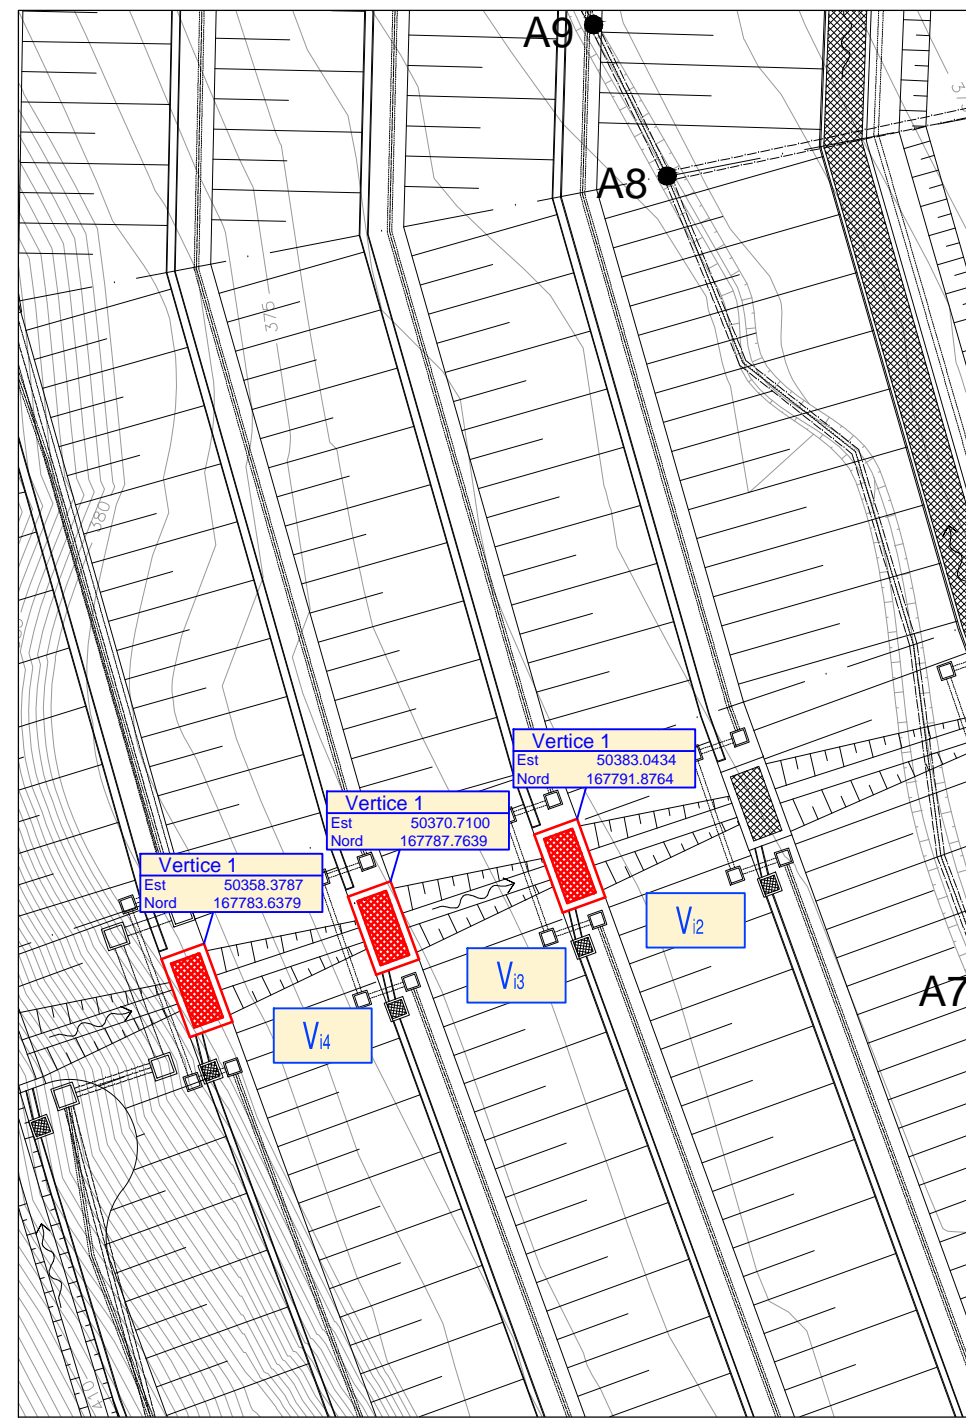 A9
A8
375
380
Vertice 1
Est 50383.0434
Nord 167791.8764
Vertice 1
Est 50370.7100
Nord 167787.7639
Vertice 1
Est 50358.3787
Nord 167783.6379
Vi2
Vi3
Vi4
A7
410